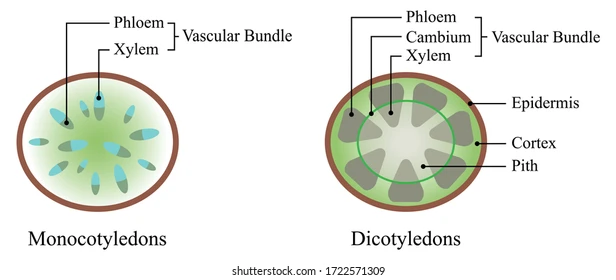 Phloem
Xylem
Vascular Bundle
Monocotyledons
Phloem
Cambium
Xylem
Vascular Bundle
Epidermis
Cortex
Pith
Dicotyledons
shutterstock.com · 1722571309